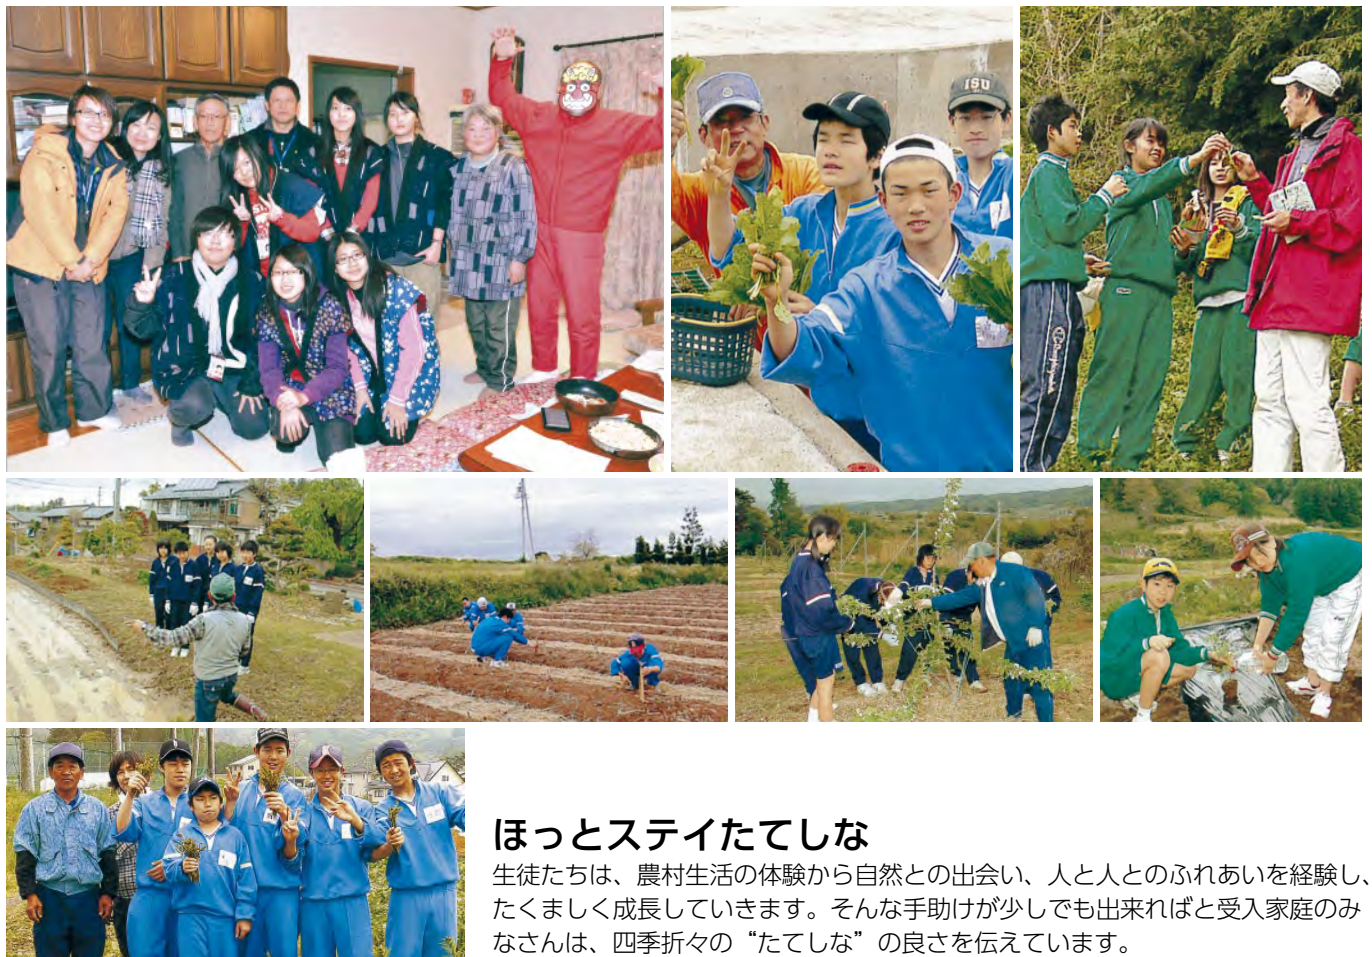 ISU
Champion
ほっとステイたてしな
生徒たちは、農村生活の体験から自然との出会い、人と人とのふれあいを経験し、
たくましく成長していきます。そんな手助けが少しでも出来ればと受入家庭のみ
なさんは、四季折々の“たてしな”の良さを伝えています。